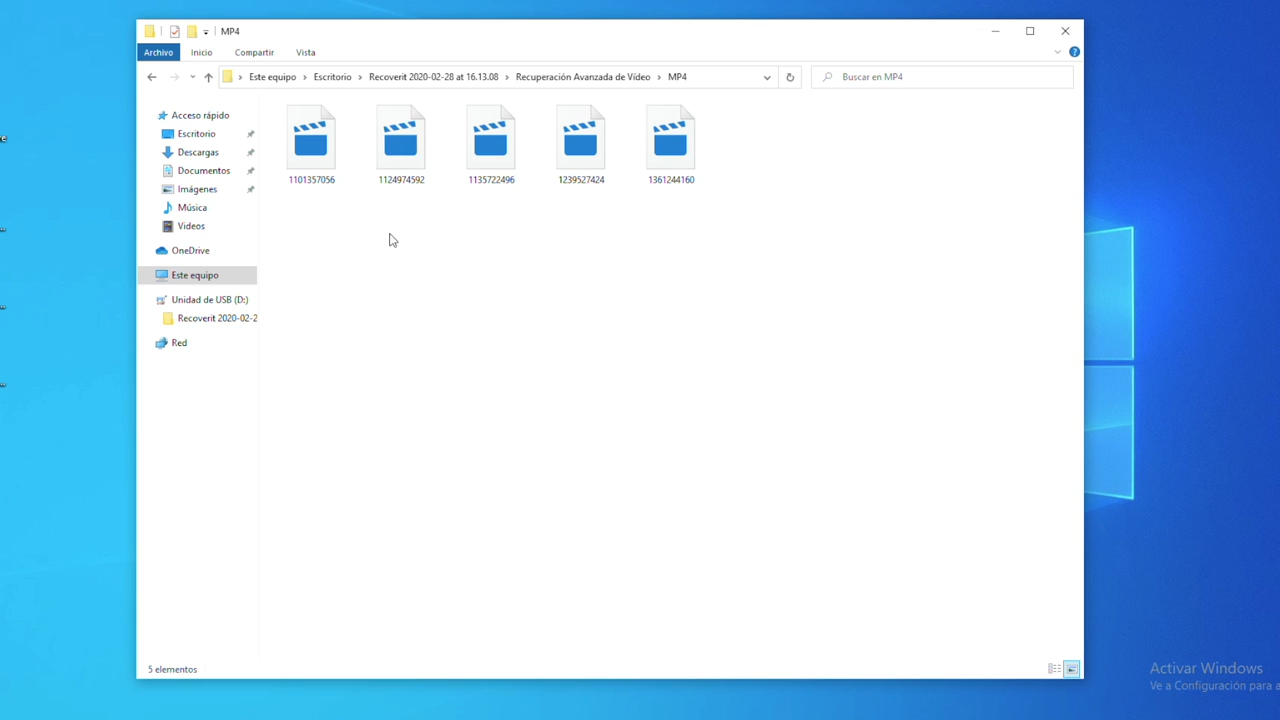 MP4
Archivo Inicio Compartir Vista
Este equipo Escritorio Recoverit 2020-02-28 at 16.13.08 Recuperación Avanzada de Vídeo MP4
Buscar en MP4
Acceso rápido
Escritorio
Descargas
Documentos
Imágenes
Música
Videos
OneDrive
Este equipo
Unidad de USB (D:)
Recoverit 2020-02-2
Red
1101357056 1124974592 1135722496 1239527424 1361244160
5 elementos
Activar Windows
Ve a Configuración para a